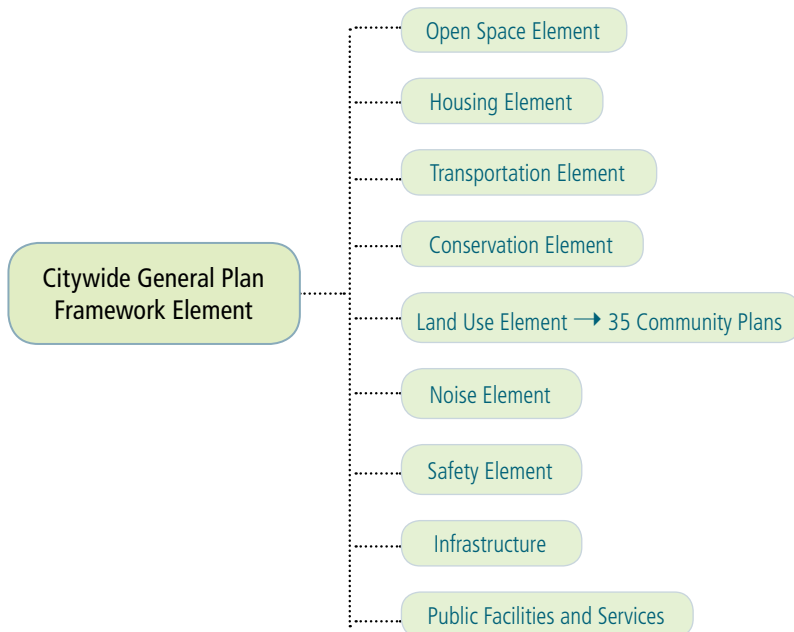 Citywide General Plan
Framework Element
Open Space Element
Housing Element
Transportation Element
Conservation Element
Land Use Element → 35 Community Plans
Noise Element
Safety Element
Infrastructure
Public Facilities and Services